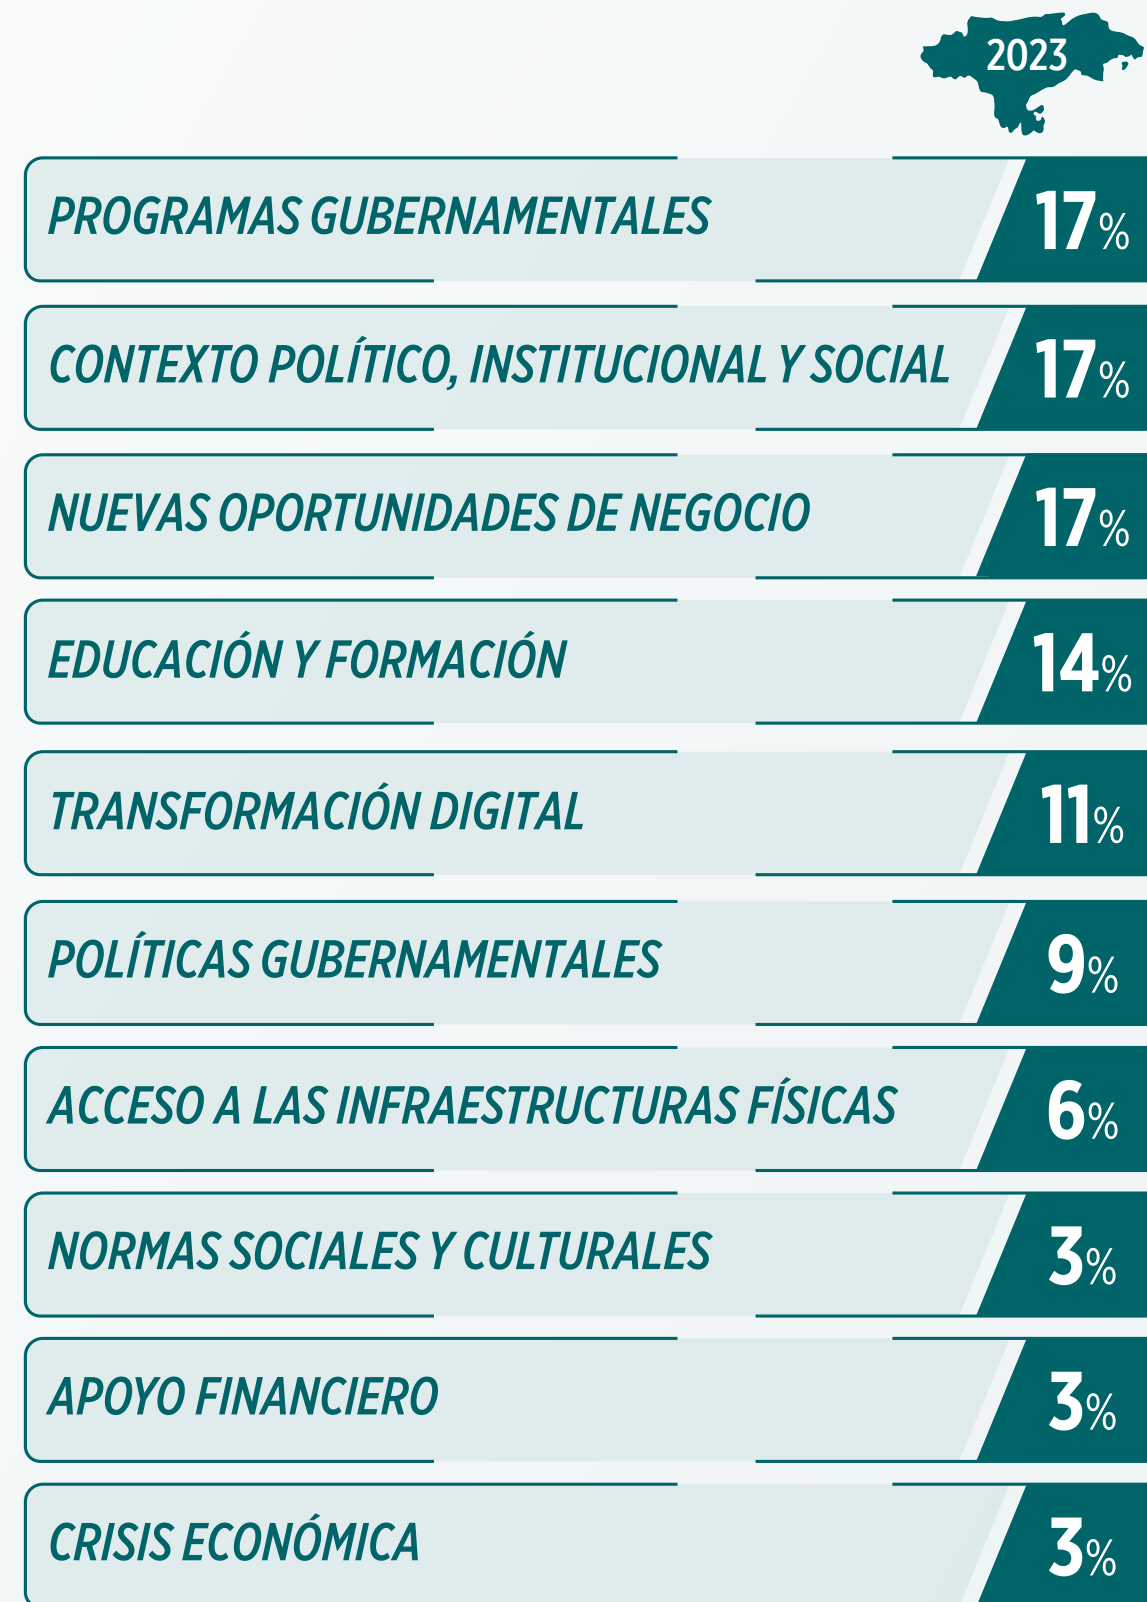 2023
PROGRAMAS GUBERNAMENTALES 17%
CONTEXTO POLÍTICO, INSTITUCIONAL Y SOCIAL 17%
NUEVAS OPORTUNIDADES DE NEGOCIO 17%
EDUCACIÓN Y FORMACIÓN 14%
TRANSFORMACIÓN DIGITAL 11%
POLÍTICAS GUBERNAMENTALES 9%
ACCESO A LAS INFRAESTRUCTURAS FÍSICAS 6%
NORMAS SOCIALES Y CULTURALES 3%
APOYO FINANCIERO 3%
CRISIS ECONÓMICA 3%